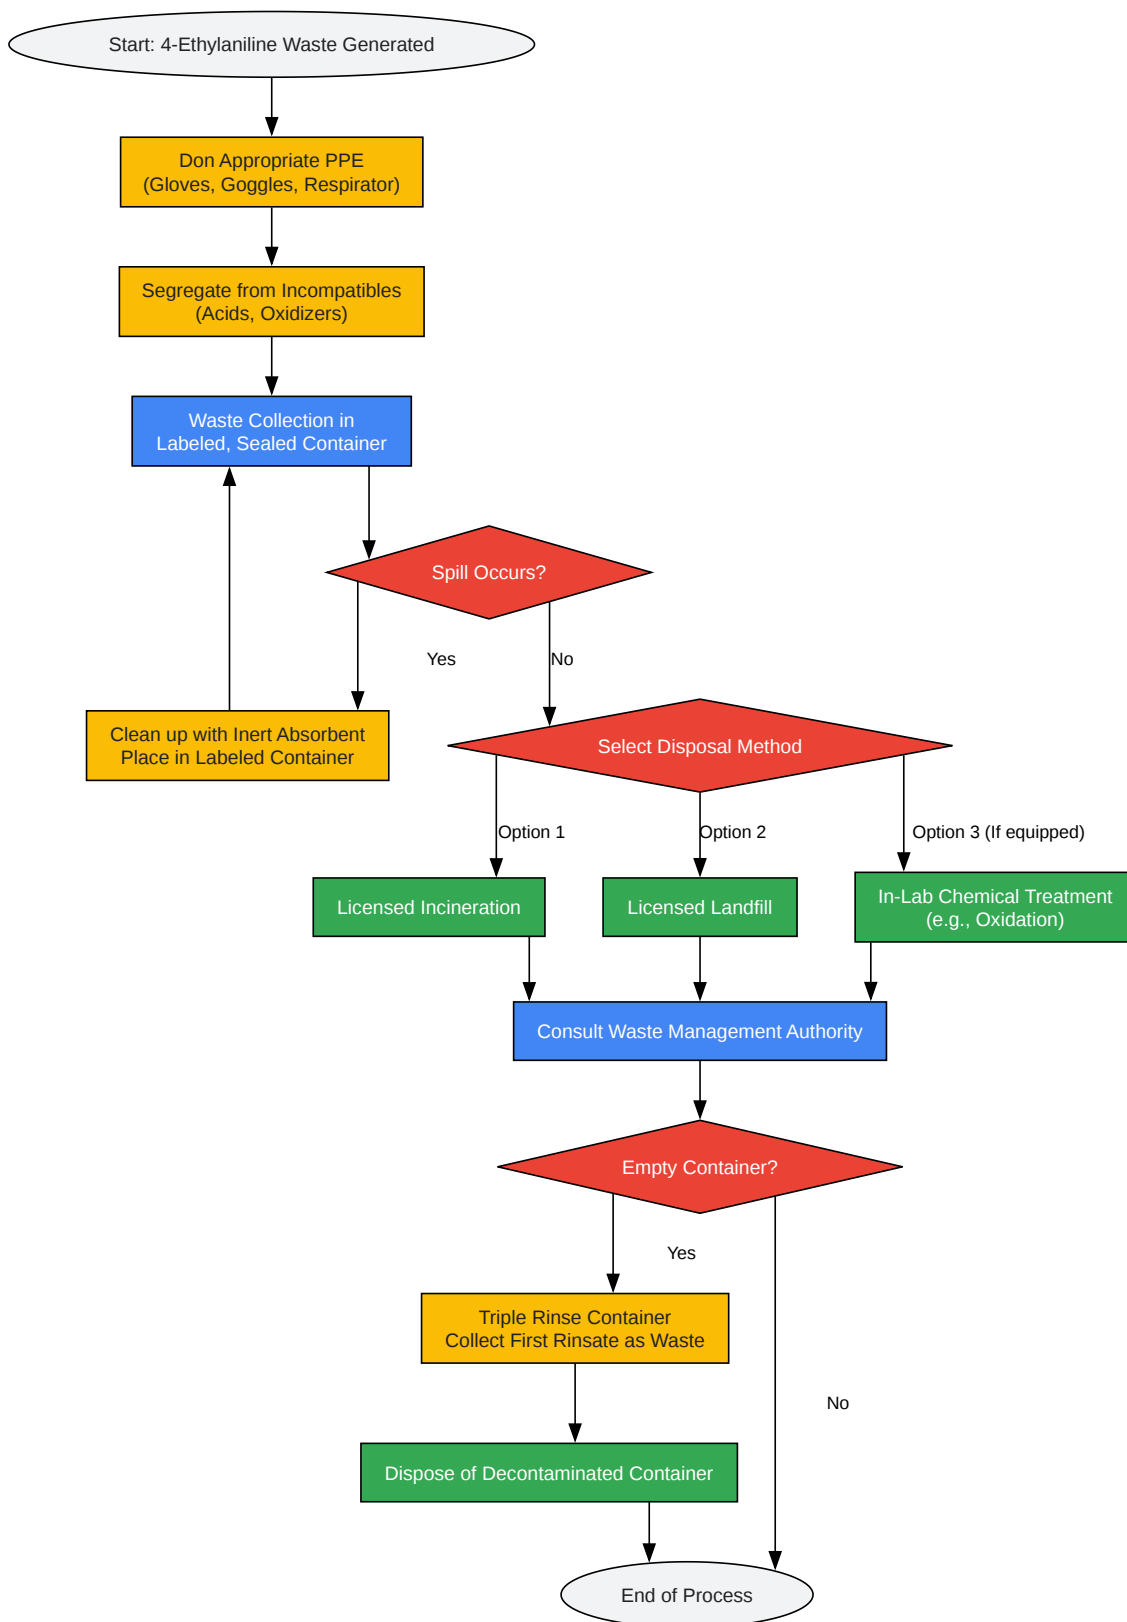 Start: 4-Ethylaniline Waste Generated
Don Appropriate PPE
(Gloves, Goggles, Respirator)
Segregate from Incompatibles
(Acids, Oxidizers)
Waste Collection in
Labeled, Sealed Container
Spill Occurs?
Yes
No
Clean up with Inert Absorbent
Place in Labeled Container
Select Disposal Method
Option 1
Option 2
Option 3 (If equipped)
Licensed Incineration
Licensed Landfill
In-Lab Chemical Treatment
(e.g., Oxidation)
Consult Waste Management Authority
Empty Container?
Yes
Triple Rinse Container
Collect First Rinsate as Waste
No
Dispose of Decontaminated Container
End of Process